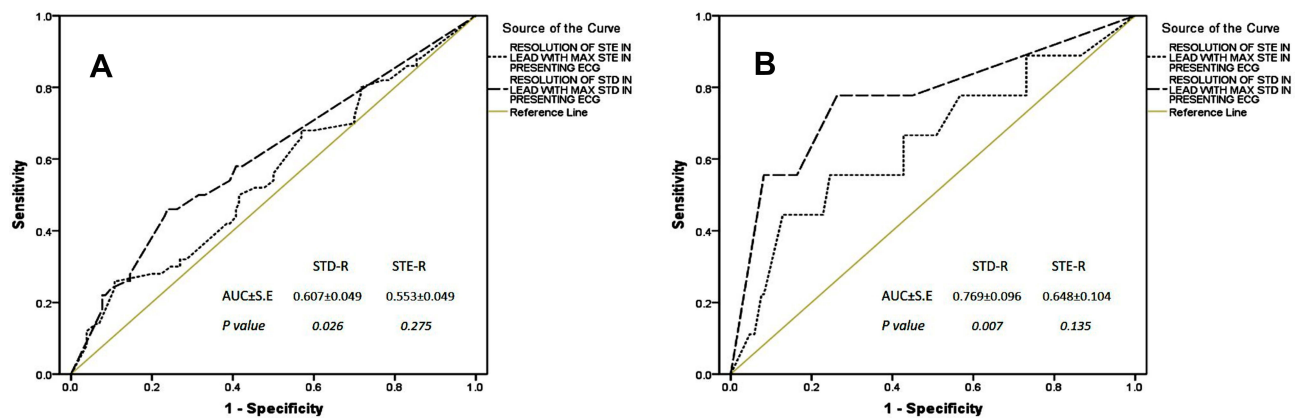 A
1.0
0.8
0.6
0.4
0.2
0.0
Sensitivity
0.0 0.2 0.4 0.6 0.8 1.0
1 - Specificity
STD-R STE-R
AUC±S.E 0.607±0.049 0.553±0.049
P value 0.026 0.275
Source of the Curve
RESOLUTION OF STE IN
LEAD WITH MAX STE IN
PRESENTING ECG
RESOLUTION OF STD IN
LEAD WITH MAX STD IN
PRESENTING ECG
Reference Line
B
1.0
0.8
0.6
0.4
0.2
0.0
Sensitivity
0.0 0.2 0.4 0.6 0.8 1.0
1 - Specificity
STD-R STE-R
AUC±S.E 0.769±0.096 0.648±0.104
P value 0.007 0.135
Source of the Curve
RESOLUTION OF STE IN
LEAD WITH MAX STE IN
PRESENTING ECG
RESOLUTION OF STD IN
LEAD WITH MAX STD IN
PRESENTING ECG
Reference Line